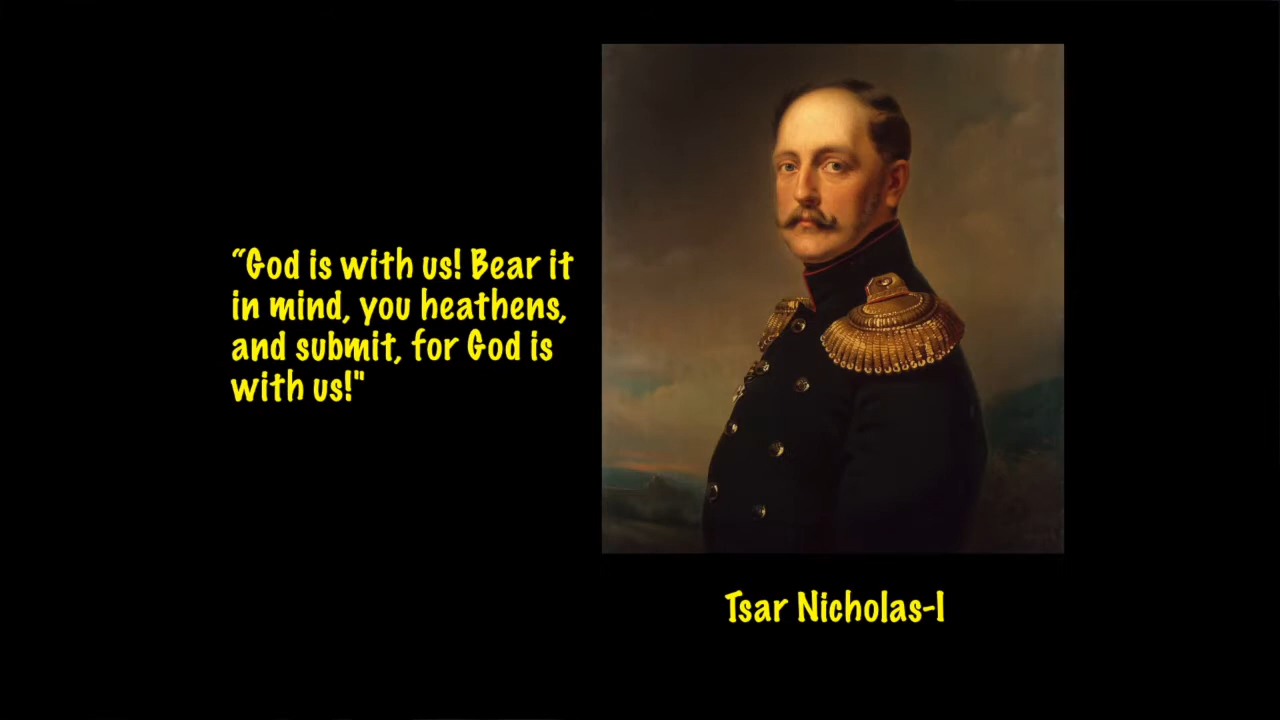 “God is with us! Bear it
in mind, you heathens,
and submit, for God is
with us!"
Tsar Nicholas-I